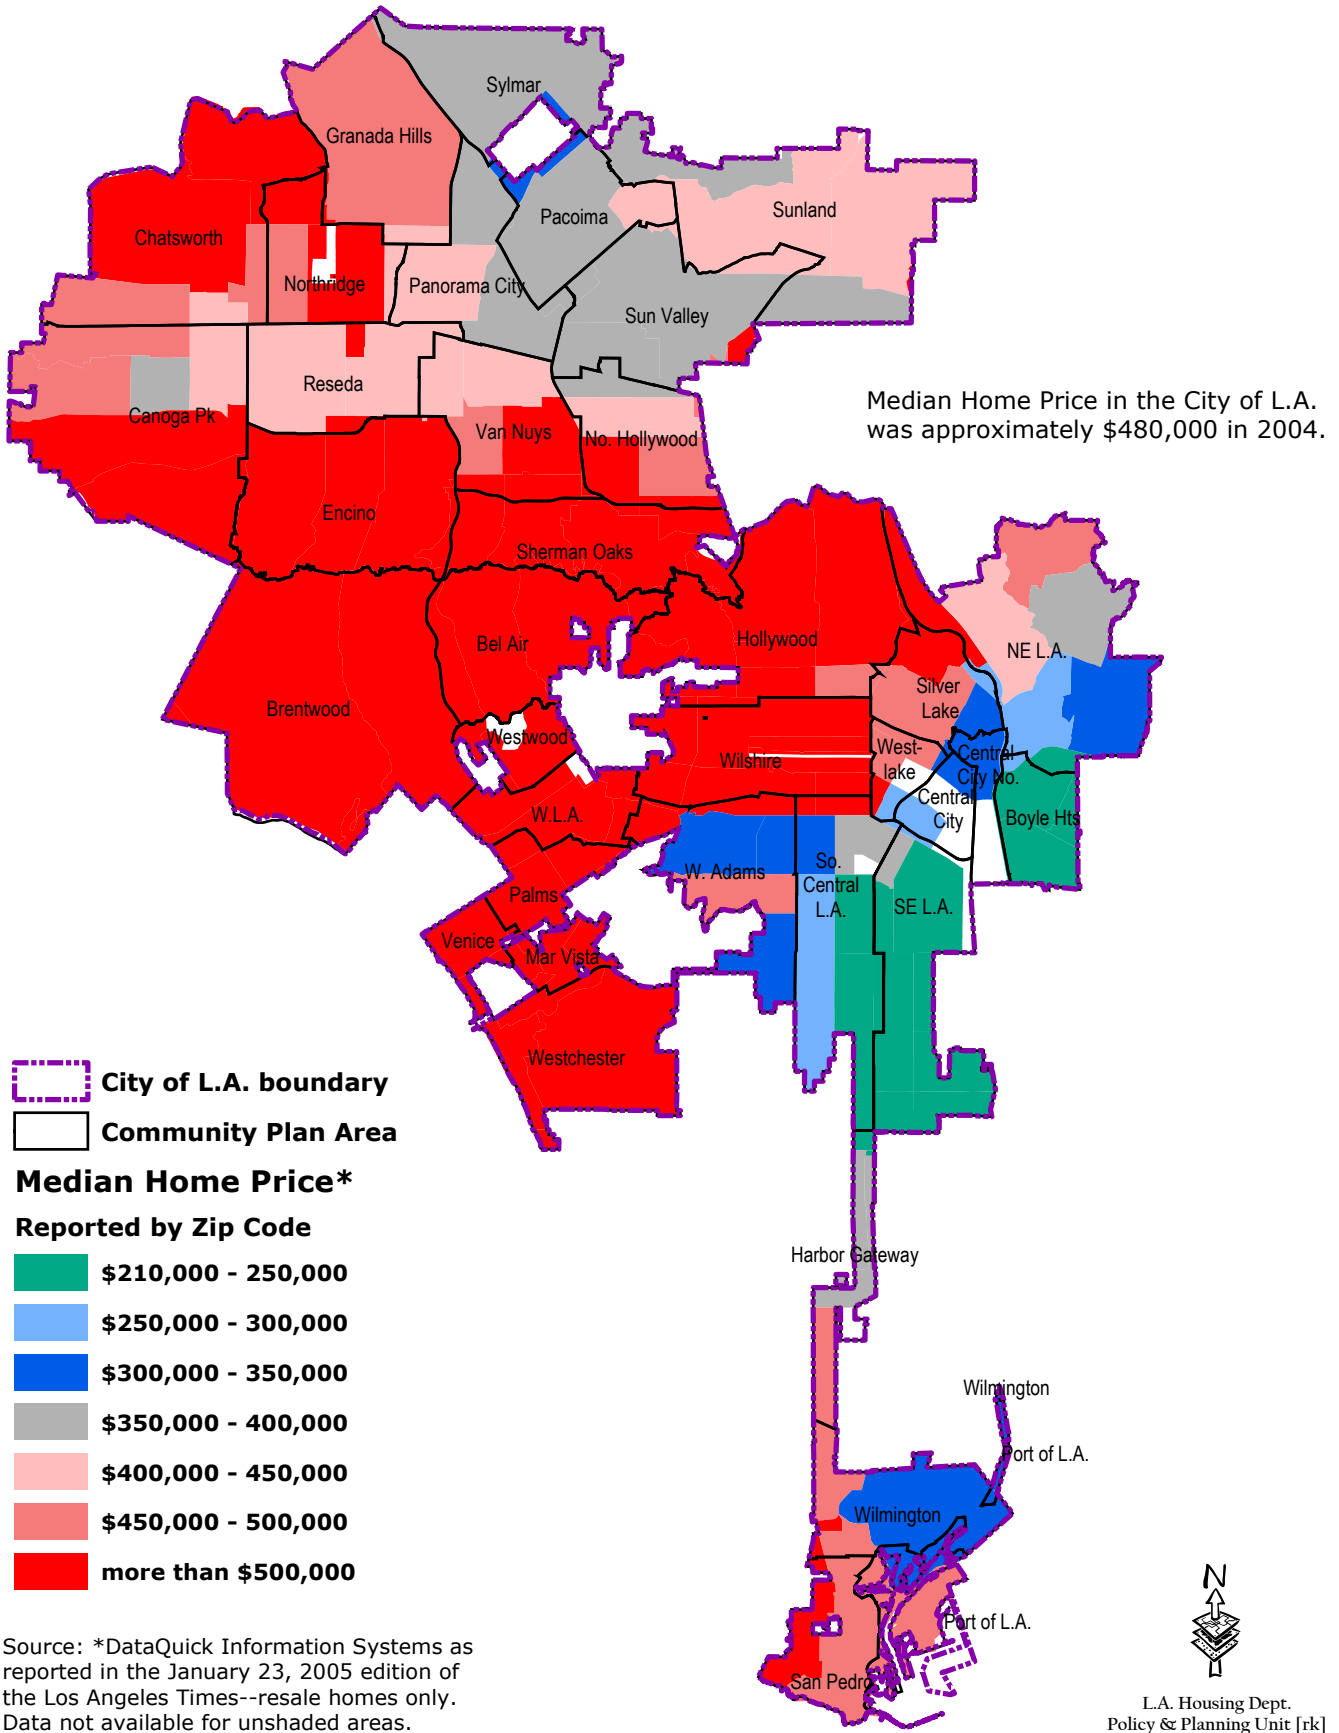 Sylmar
Granada Hills
Pacoima
Sunland
Chatsworth
Northridge
Panorama City
Sun Valley
Reseda
Canoga Pk
Van Nuys
No. Hollywood
Median Home Price in the City of L.A.
was approximately $480,000 in 2004.
Encino
Sherman Oaks
Hollywood
Bel Air
NE L.A.
Silver
Lake
Brentwood
Westwood
Wilshire
West-
lake
Central
City No.
Central
City
W.L.A.
Boyle Hts
W. Adams
So.
Central
L.A.
SE L.A.
Palms
Venice
Mar Vista
Westchester
City of L.A. boundary
Community Plan Area
Median Home Price*
Reported by Zip Code
$210,000 - 250,000
$250,000 - 300,000
$300,000 - 350,000
$350,000 - 400,000
$400,000 - 450,000
$450,000 - 500,000
more than $500,000
Harbor Gateway
Wilmington
Port of L.A.
Wilmington
Port of L.A.
San Pedro
Source: *DataQuick Information Systems as
reported in the January 23, 2005 edition of
the Los Angeles Times--resale homes only.
Data not available for unshaded areas.
N
L.A. Housing Dept.
Policy & Planning Unit [rk]